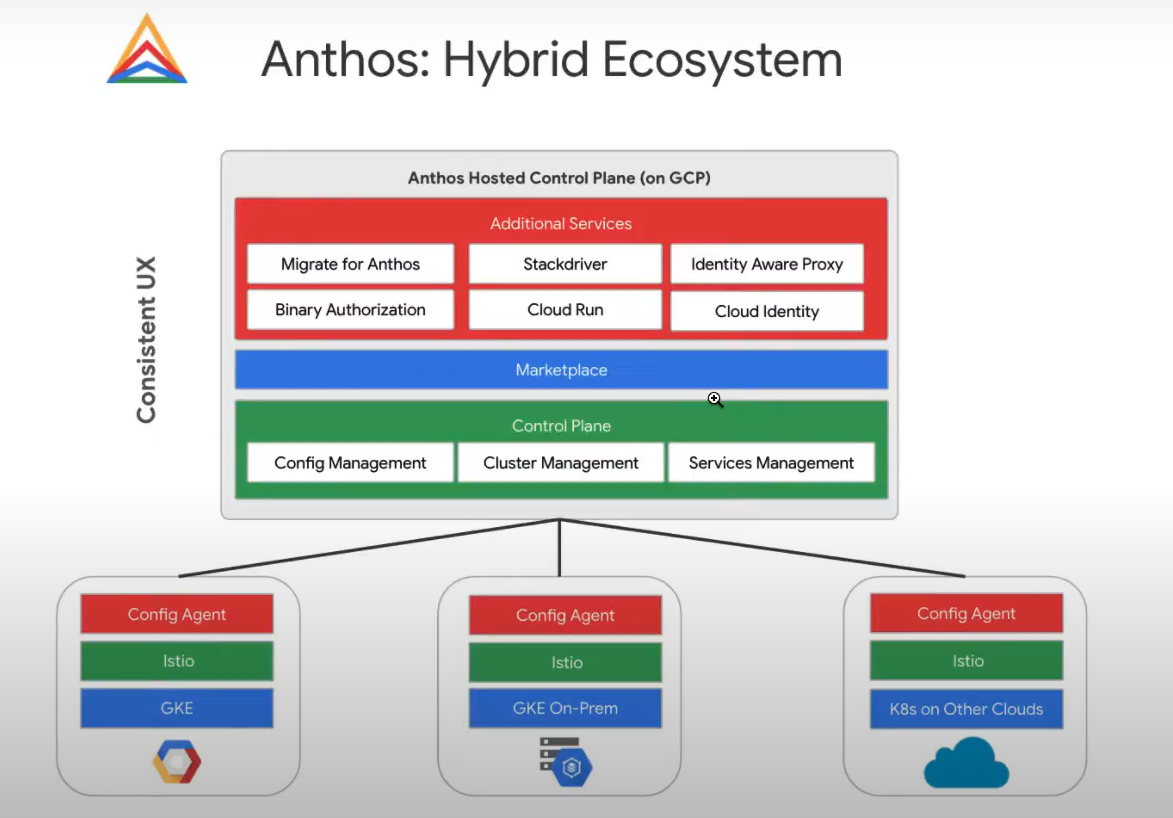 Anthos: Hybrid Ecosystem
Consistent UX
Anthos Hosted Control Plane (on GCP)
Additional Services
Migrate for Anthos
Stackdriver
Identity Aware Proxy
Binary Authorization
Cloud Run
Cloud Identity
Marketplace
Control Plane
Config Management
Cluster Management
Services Management
Config Agent
Istio
GKE
Config Agent
Istio
GKE On-Prem
Config Agent
Istio
K8s on Other Clouds